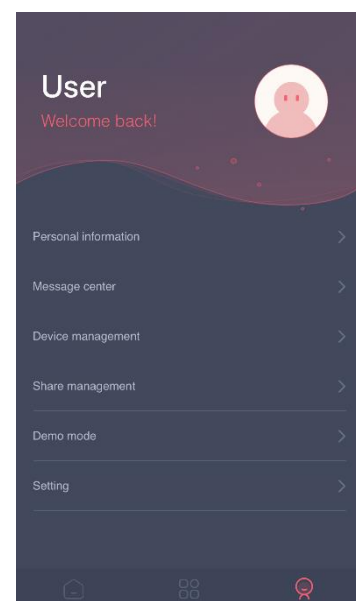 User
Welcome back!
Personal information
Message center
Device management
Share management
Demo mode
Setting